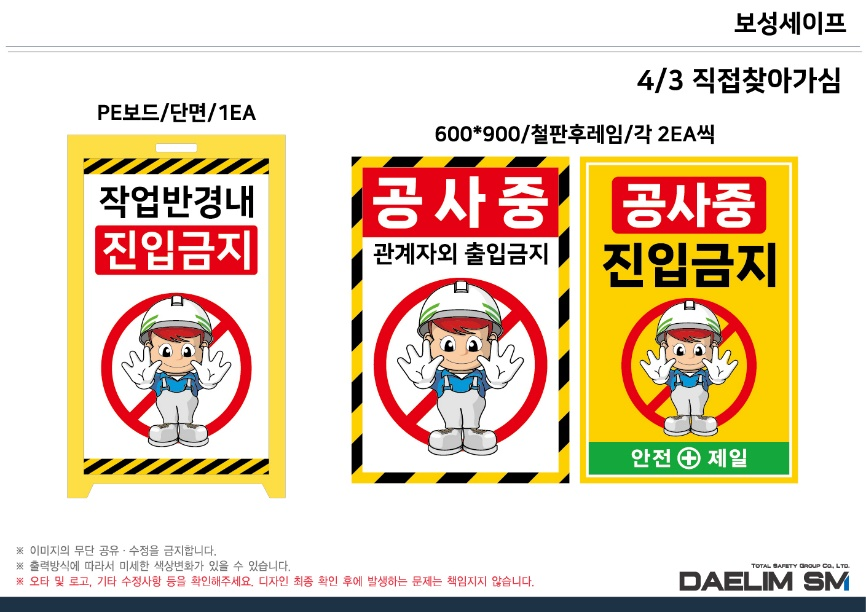 보성세이프
4/3 직접찾아가심
PE보드/단면/1EA
600*900/철판후레임/각 2EA씩
작업반경내
진입금지
공사중
관계자외 출입금지
공사중
진입금지
안전 제일
※ 이미지의 무단 공유 · 수정을 금지합니다.
※ 출력방식에 따라서 미세한 색상변화가 있을 수 있습니다.
※ 오타 및 로고, 기타 수정사항 등을 확인해주세요. 디자인 최종 확인 후에 발생하는 문제는 책임지지 않습니다.
TOTAL SAFETY GROUP CO., LTD.
DAELIM SM